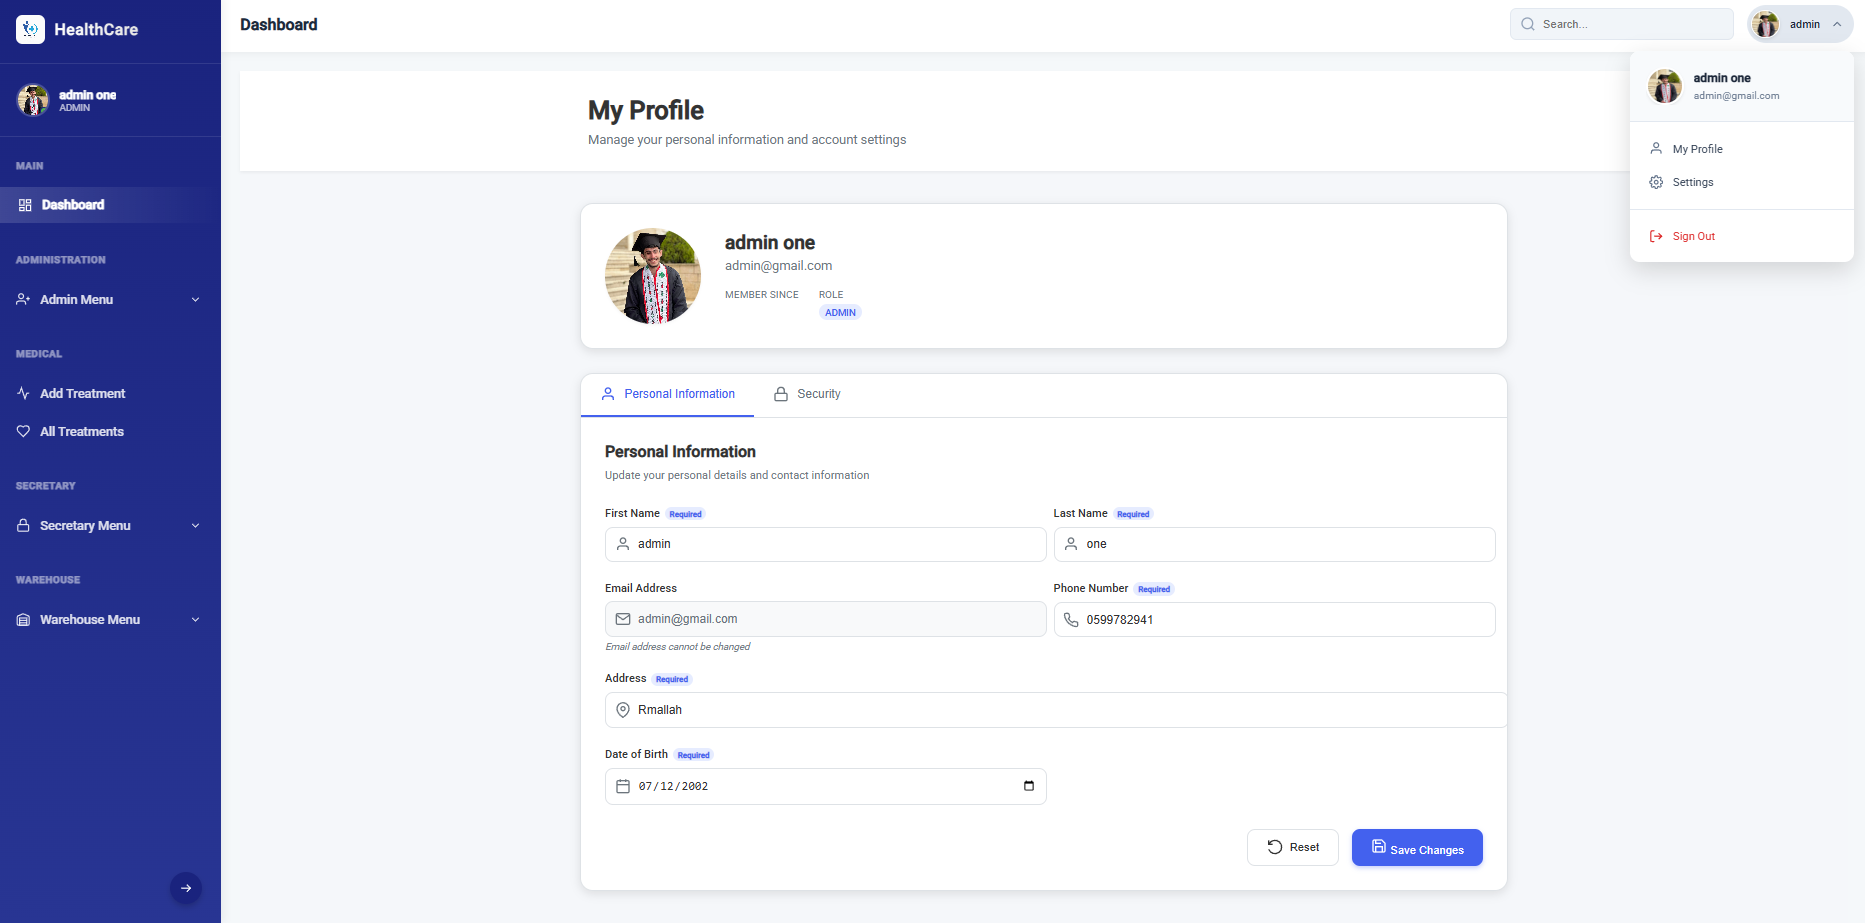 HealthCare
admin one
ADMIN
MAIN
Dashboard
ADMINISTRATION
Admin Menu
MEDICAL
Add Treatment
All Treatments
SECRETARY
Secretary Menu
WAREHOUSE
Warehouse Menu
Dashboard
Search...
admin
admin one
admin@gmail.com
My Profile
Settings
Sign Out
My Profile
Manage your personal information and account settings
admin one
admin@gmail.com
MEMBER SINCE ROLE
ADMIN
Personal Information Security
Personal Information
Update your personal details and contact information
First Name Required Last Name Required
admin one
Email Address Phone Number Required
admin@gmail.com 0599782941
Email address cannot be changed
Address Required
Rmallah
Date of Birth Required
07/12/2002
Reset Save Changes